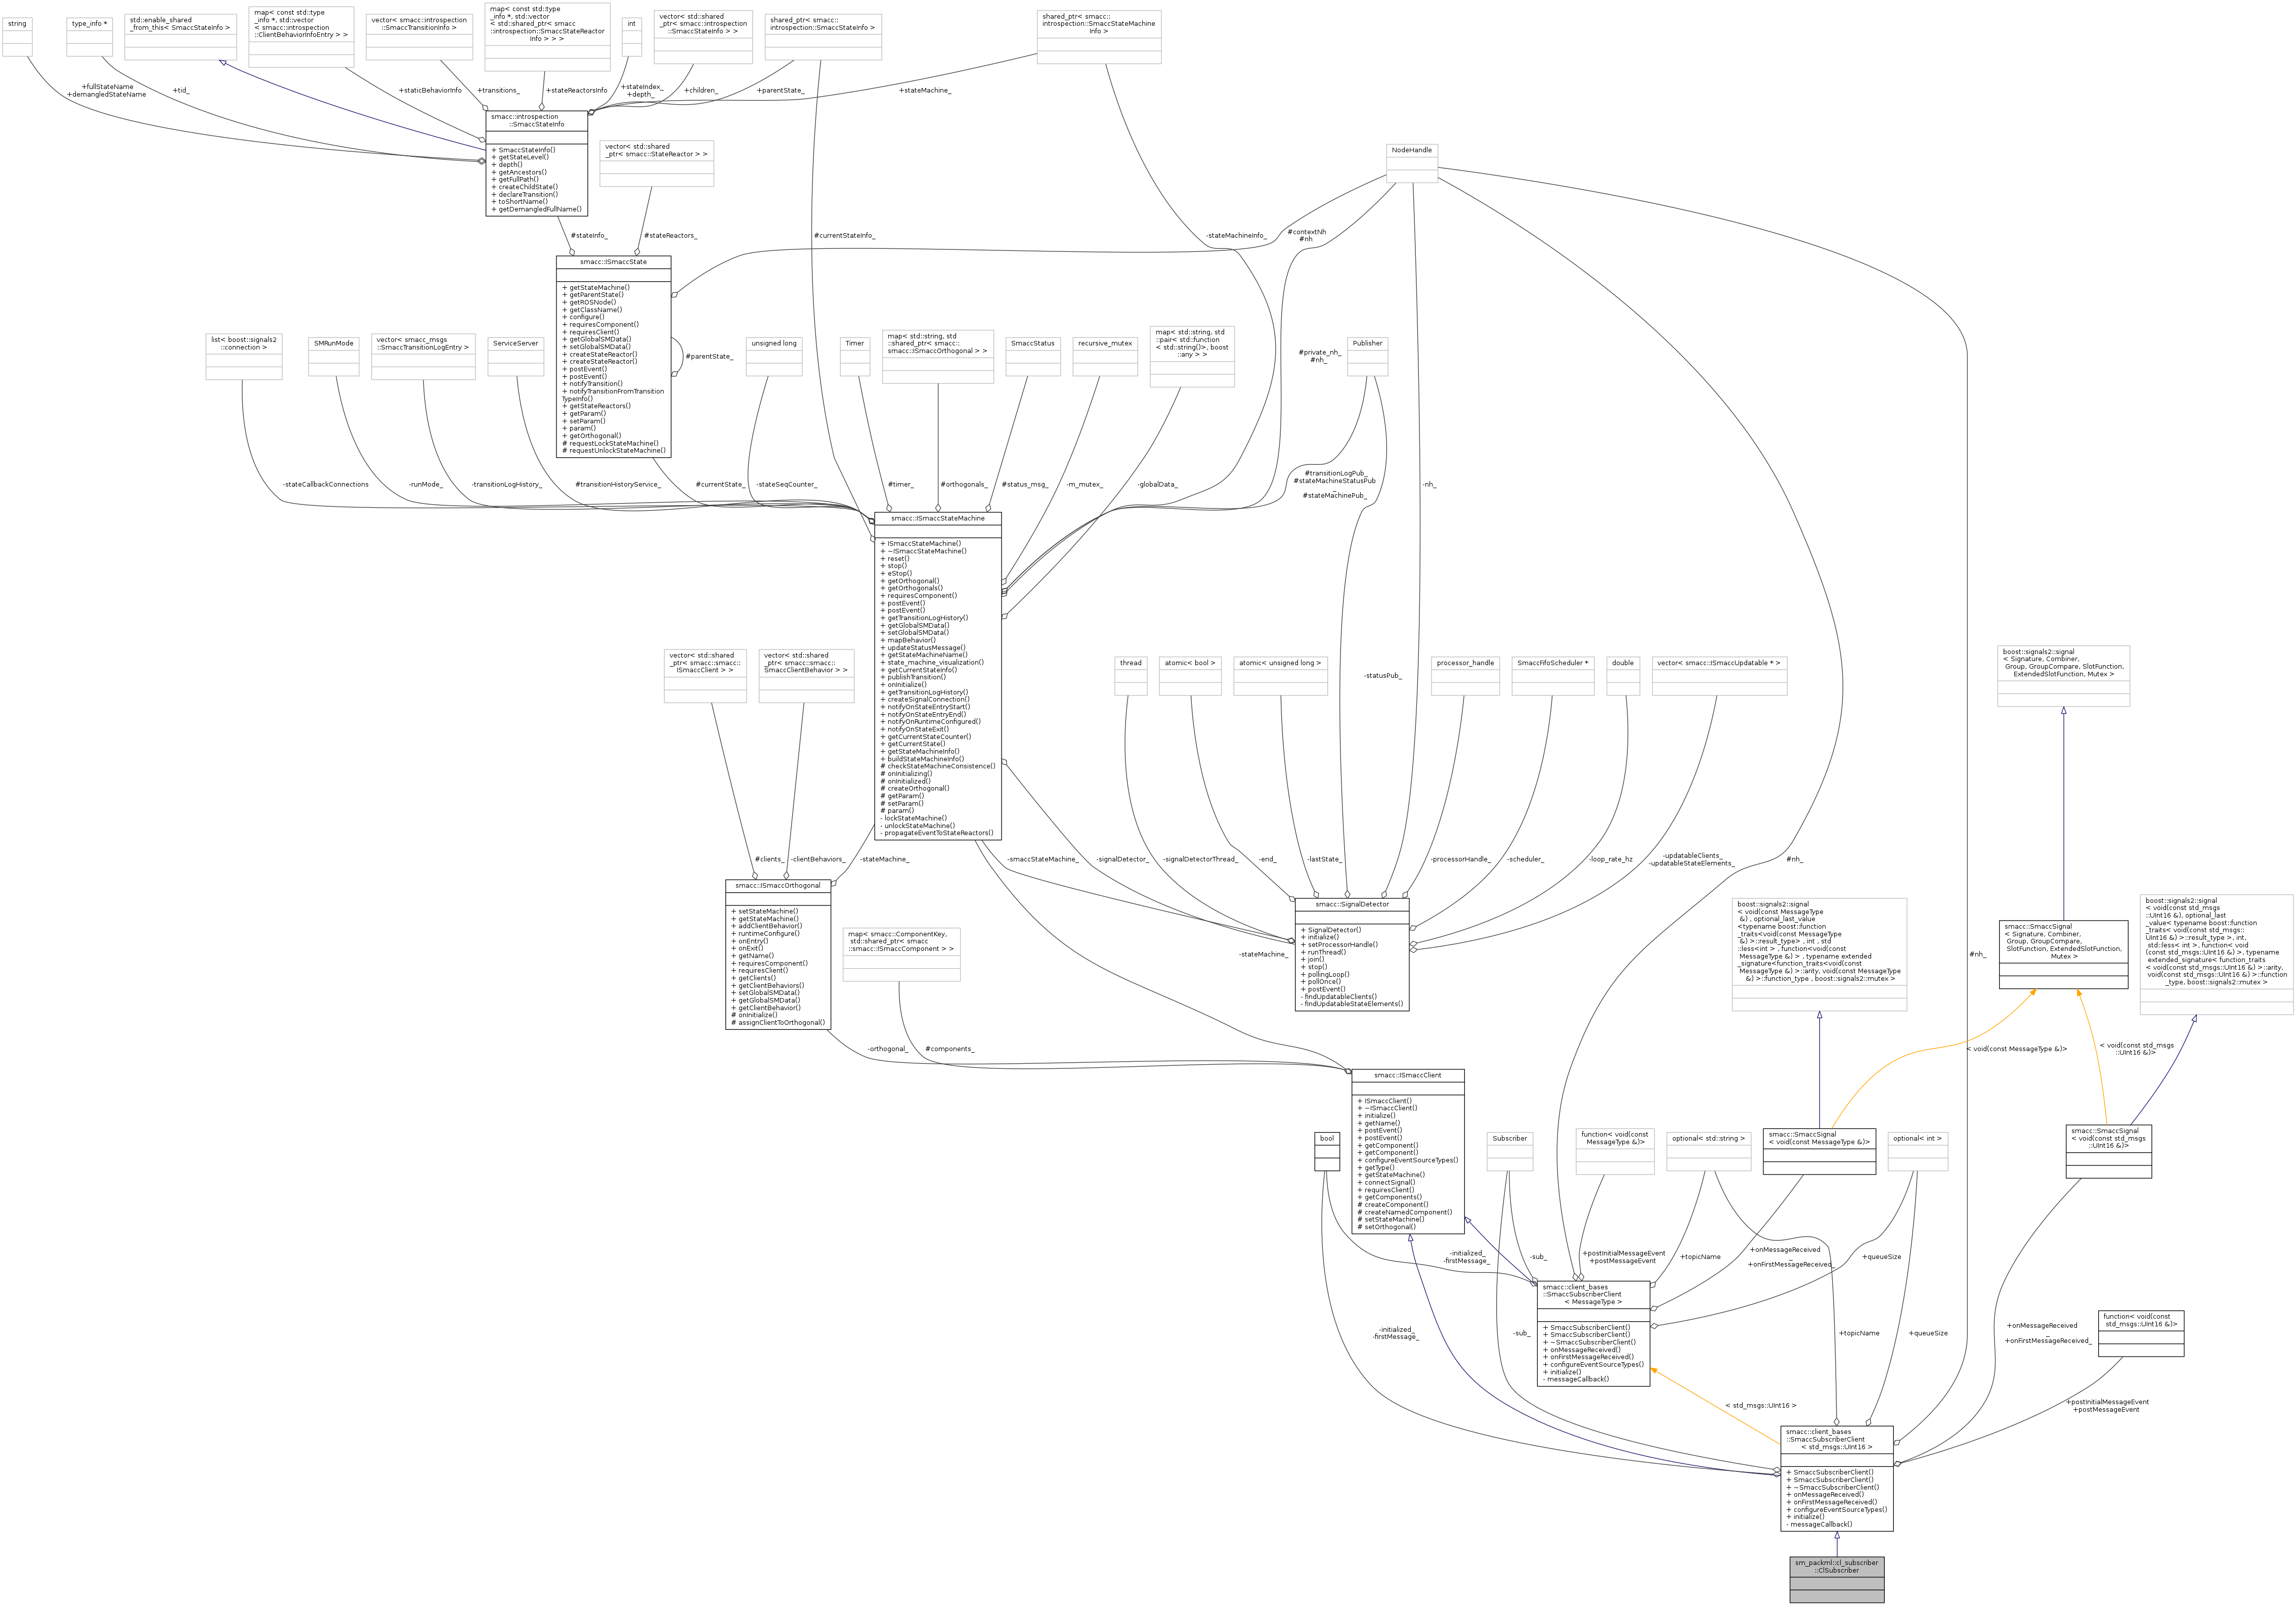 string
type_info *
std::enable_shared
_from_this< SmaccStateInfo >
map< const std::type
_info *, std::vector
< smacc::introspection
::ClientBehaviorInfoEntry > >
vector< smacc::introspection
::SmaccTransitionInfo >
map< const std::type
_info *, std::vector
< std::shared_ptr< smacc
::introspection::SmaccStateReactor
Info > > >
int
vector< std::shared
_ptr< smacc::introspection
::SmaccStateInfo > >
shared_ptr< smacc::
introspection::SmaccStateInfo >
shared_ptr< smacc::
introspection::SmaccStateMachine
Info >
+fullStateName
+demangledStateName
+tid_
+staticBehaviorInfo
+transitions_
+stateReactorsInfo
+stateIndex_
+depth_
+children_
+parentState_
+stateMachine_
smacc::introspection
::SmaccStateInfo
+ SmaccStateInfo()
+ getStateLevel()
+ depth()
+ getAncestors()
+ getFullPath()
+ createChildState()
+ declareTransition()
+ toShortName()
+ getDemangledFullName()
vector< std::shared
_ptr< smacc::StateReactor > >
NodeHandle
#stateInfo_
#stateReactors_
#currentStateInfo_
-stateMachineInfo_
#contextNh
#nh
smacc::ISmaccState
+ getStateMachine()
+ getParentState()
+ getROSNode()
+ getClassName()
+ configure()
+ requiresComponent()
+ requiresClient()
+ getGlobalSMData()
+ setGlobalSMData()
+ createStateReactor()
+ createStateReactor()
+ postEvent()
+ postEvent()
+ notifyTransition()
+ notifyTransitionFromTransition
TypeInfo()
+ getStateReactors()
+ getParam()
+ setParam()
+ param()
+ getOrthogonal()
# requestLockStateMachine()
# requestUnlockStateMachine()
#parentState_
list< boost::signals2
::connection >
SMRunMode
vector< smacc_msgs
::SmaccTransitionLogEntry >
ServiceServer
unsigned long
Timer
map< std::string, std
::shared_ptr< smacc::
smacc::ISmaccOrthogonal > >
SmaccStatus
recursive_mutex
map< std::string, std
::pair< std::function
< std::string()>, boost
::any > >
#private_nh_
#nh_
Publisher
-stateCallbackConnections
-runMode_
-transitionLogHistory_
#transitionHistoryService_
#currentState_
-stateSeqCounter_
#timer_
#orthogonals_
#status_msg_
-m_mutex_
-globalData_
#transitionLogPub_
#stateMachineStatusPub
_
#stateMachinePub_
-nh_
smacc::ISmaccStateMachine
+ ISmaccStateMachine()
+ ~ISmaccStateMachine()
+ reset()
+ stop()
+ eStop()
+ getOrthogonal()
+ getOrthogonals()
+ requiresComponent()
+ postEvent()
+ postEvent()
+ getTransitionLogHistory()
+ getGlobalSMData()
+ setGlobalSMData()
+ mapBehavior()
+ updateStatusMessage()
+ getStateMachineName()
+ state_machine_visualization()
+ getCurrentStateInfo()
+ publishTransition()
+ onInitialize()
+ getTransitionLogHistory()
+ createSignalConnection()
+ notifyOnStateEntryStart()
+ notifyOnStateEntryEnd()
+ notifyOnRuntimeConfigured()
+ notifyOnStateExit()
+ getCurrentStateCounter()
+ getCurrentState()
+ getStateMachineInfo()
+ buildStateMachineInfo()
# checkStateMachineConsistence()
# onInitializing()
# onInitialized()
# createOrthogonal()
# getParam()
# setParam()
# param()
- lockStateMachine()
- unlockStateMachine()
- propagateEventToStateReactors()
vector< std::shared
_ptr< smacc::smacc::
ISmaccClient > >
vector< std::shared
_ptr< smacc::smacc::
SmaccClientBehavior > >
thread
atomic< bool >
atomic< unsigned long >
-statusPub_
processor_handle
SmaccFifoScheduler *
double
vector< smacc::ISmaccUpdatable * >
boost::signals2::signal
< Signature, Combiner,
Group, GroupCompare, SlotFunction,
ExtendedSlotFunction, Mutex >
#clients_
-clientBehaviors_
-stateMachine_
-smaccStateMachine_
-signalDetector_
-signalDetectorThread_
-end_
-lastState_
-processorHandle_
-scheduler_
-loop_rate_hz
-updatableClients_
-updatableStateElements_
#nh_
smacc::ISmaccOrthogonal
+ setStateMachine()
+ getStateMachine()
+ addClientBehavior()
+ runtimeConfigure()
+ onEntry()
+ onExit()
+ getName()
+ requiresComponent()
+ requiresClient()
+ getClients()
+ getClientBehaviors()
+ setGlobalSMData()
+ getGlobalSMData()
+ getClientBehavior()
# onInitialize()
# assignClientToOrthogonal()
map< smacc::ComponentKey,
std::shared_ptr< smacc
::smacc::ISmaccComponent > >
smacc::SignalDetector
+ SignalDetector()
+ initialize()
+ setProcessorHandle()
+ runThread()
+ join()
+ stop()
+ pollingLoop()
+ pollOnce()
+ postEvent()
- findUpdatableClients()
- findUpdatableStateElements()
boost::signals2::signal
< void(const MessageType
&) , optional_last_value
<typename boost::function
_traits<void(const MessageType
&) >::result_type> , int , std
::less<int > , function<void(const
MessageType &) > , typename extended
_signature<function_traits<void(const
MessageType &) >::arity, void(const MessageType
&) >::function_type , boost::signals2::mutex >
smacc::SmaccSignal
< Signature, Combiner,
Group, GroupCompare,
SlotFunction, ExtendedSlotFunction,
Mutex >
boost::signals2::signal
< void(const std_msgs
::UInt16 &), optional_last
_value< typename boost::function
_traits< void(const std_msgs::
UInt16 &) >::result_type >, int,
std::less< int >, function< void
(const std_msgs::UInt16 &) >, typename
extended_signature< function_traits
< void(const std_msgs::UInt16 &) >::arity,
void(const std_msgs::UInt16 &) >::function
_type, boost::signals2::mutex >
-stateMachine_
#nh_
-orthogonal_
#components_
< void(const MessageType &)>
< void(const std_msgs
::UInt16 &)>
smacc::ISmaccClient
+ ISmaccClient()
+ ~ISmaccClient()
+ initialize()
+ getName()
+ postEvent()
+ postEvent()
+ getComponent()
+ getComponent()
+ configureEventSourceTypes()
+ getType()
+ getStateMachine()
+ connectSignal()
+ requiresClient()
+ getComponents()
# createComponent()
# createNamedComponent()
# setStateMachine()
# setOrthogonal()
bool
Subscriber
function< void(const
MessageType &)>
optional< std::string >
smacc::SmaccSignal
< void(const MessageType &)>
optional< int >
smacc::SmaccSignal
< void(const std_msgs
::UInt16 &)>
-initialized_
-firstMessage_
-sub_
+postInitialMessageEvent
+postMessageEvent
+topicName
+onMessageReceived
_
+onFirstMessageReceived_
+queueSize
smacc::client_bases
::SmaccSubscriberClient
< MessageType >
+ SmaccSubscriberClient()
+ SmaccSubscriberClient()
+ ~SmaccSubscriberClient()
+ onMessageReceived()
+ onFirstMessageReceived()
+ configureEventSourceTypes()
+ initialize()
- messageCallback()
function< void(const
std_msgs::UInt16 &)>
-initialized_
-firstMessage_
-sub_
+topicName
+queueSize
+onMessageReceived
_
+onFirstMessageReceived_
< std_msgs::UInt16 >
+postInitialMessageEvent
+postMessageEvent
smacc::client_bases
::SmaccSubscriberClient
< std_msgs::UInt16 >
+ SmaccSubscriberClient()
+ SmaccSubscriberClient()
+ ~SmaccSubscriberClient()
+ onMessageReceived()
+ onFirstMessageReceived()
+ configureEventSourceTypes()
+ initialize()
- messageCallback()
sm_packml::cl_subscriber
::ClSubscriber